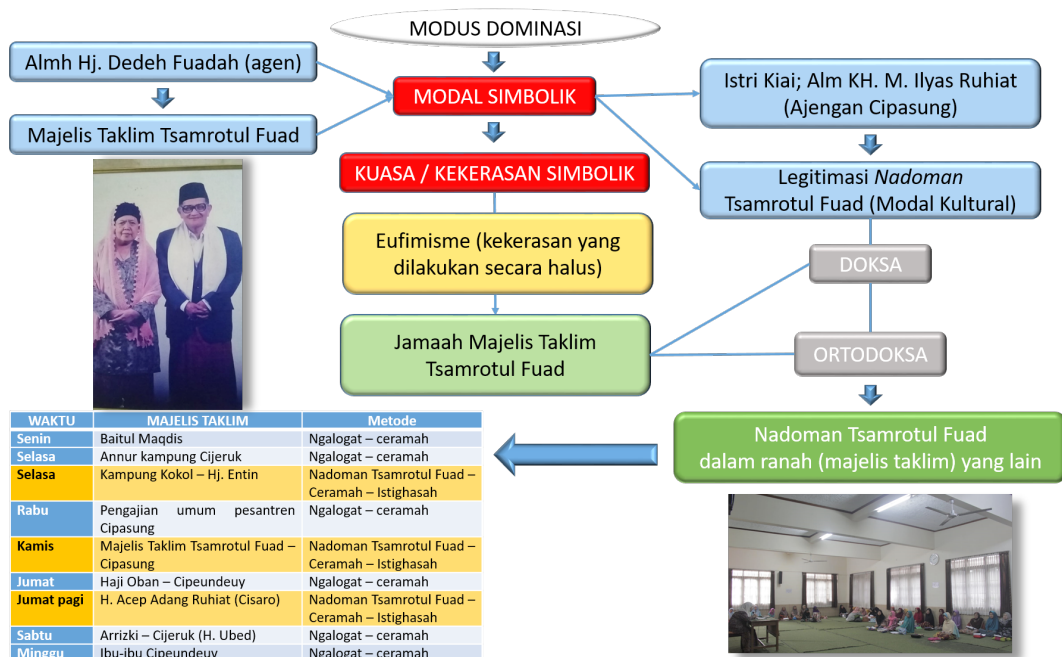 MODUS DOMINASI
Almh Hj. Dedeh Fuadah (agen)
Majelis Taklim Tsamrotul Fuad
MODAL SIMBOLIK
KUASA / KEKERASAN SIMBOLIK
Eufimisme (kekerasan yang
dilakukan secara halus)
Jamaah Majelis Taklim
Tsamrotul Fuad
Istri Kiai; Alm KH. M. Ilyas Ruhiat
(Ajengan Cipasung)
Legitimasi Nadoman
Tsamrotul Fuad (Modal Kultural)
DOKSA
ORTODOKSA
Nadoman Tsamrotul Fuad
dalam ranah (majelis taklim) yang lain
WAKTU MAJELIS TAKLIM Metode
Senin Baitul Maqdis Ngalogat – ceramah
Selasa Annur kampung Cijeruk Ngalogat – ceramah
Selasa Kampung Kokol – Hj. Entin Nadoman Tsamrotul Fuad –
Ceramah – Istighasah
Rabu Pengajian umum pesantren Ngalogat – ceramah
Cipasung
Kamis Majelis Taklim Tsamrotul Fuad – Nadoman Tsamrotul Fuad –
Cipasung Ceramah – Istighasah
Jumat Haji Oban – Cipeundeuy Ngalogat – ceramah
Jumat pagi H. Acep Adang Ruhiat (Cisaro) Nadoman Tsamrotul Fuad –
Ceramah – Istighasah
Sabtu Arrizki – Cijeruk (H. Ubed) Ngalogat – ceramah
Minggu Ibu-ibu Cipeundeuy Ngalogat – ceramah